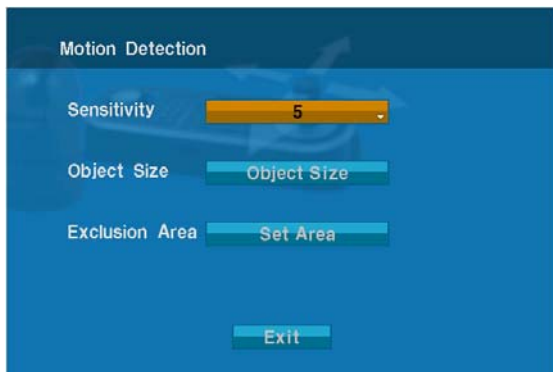 Motion Detection
Sensitivity 5
Object Size Object Size
Exclusion Area Set Area
Exit